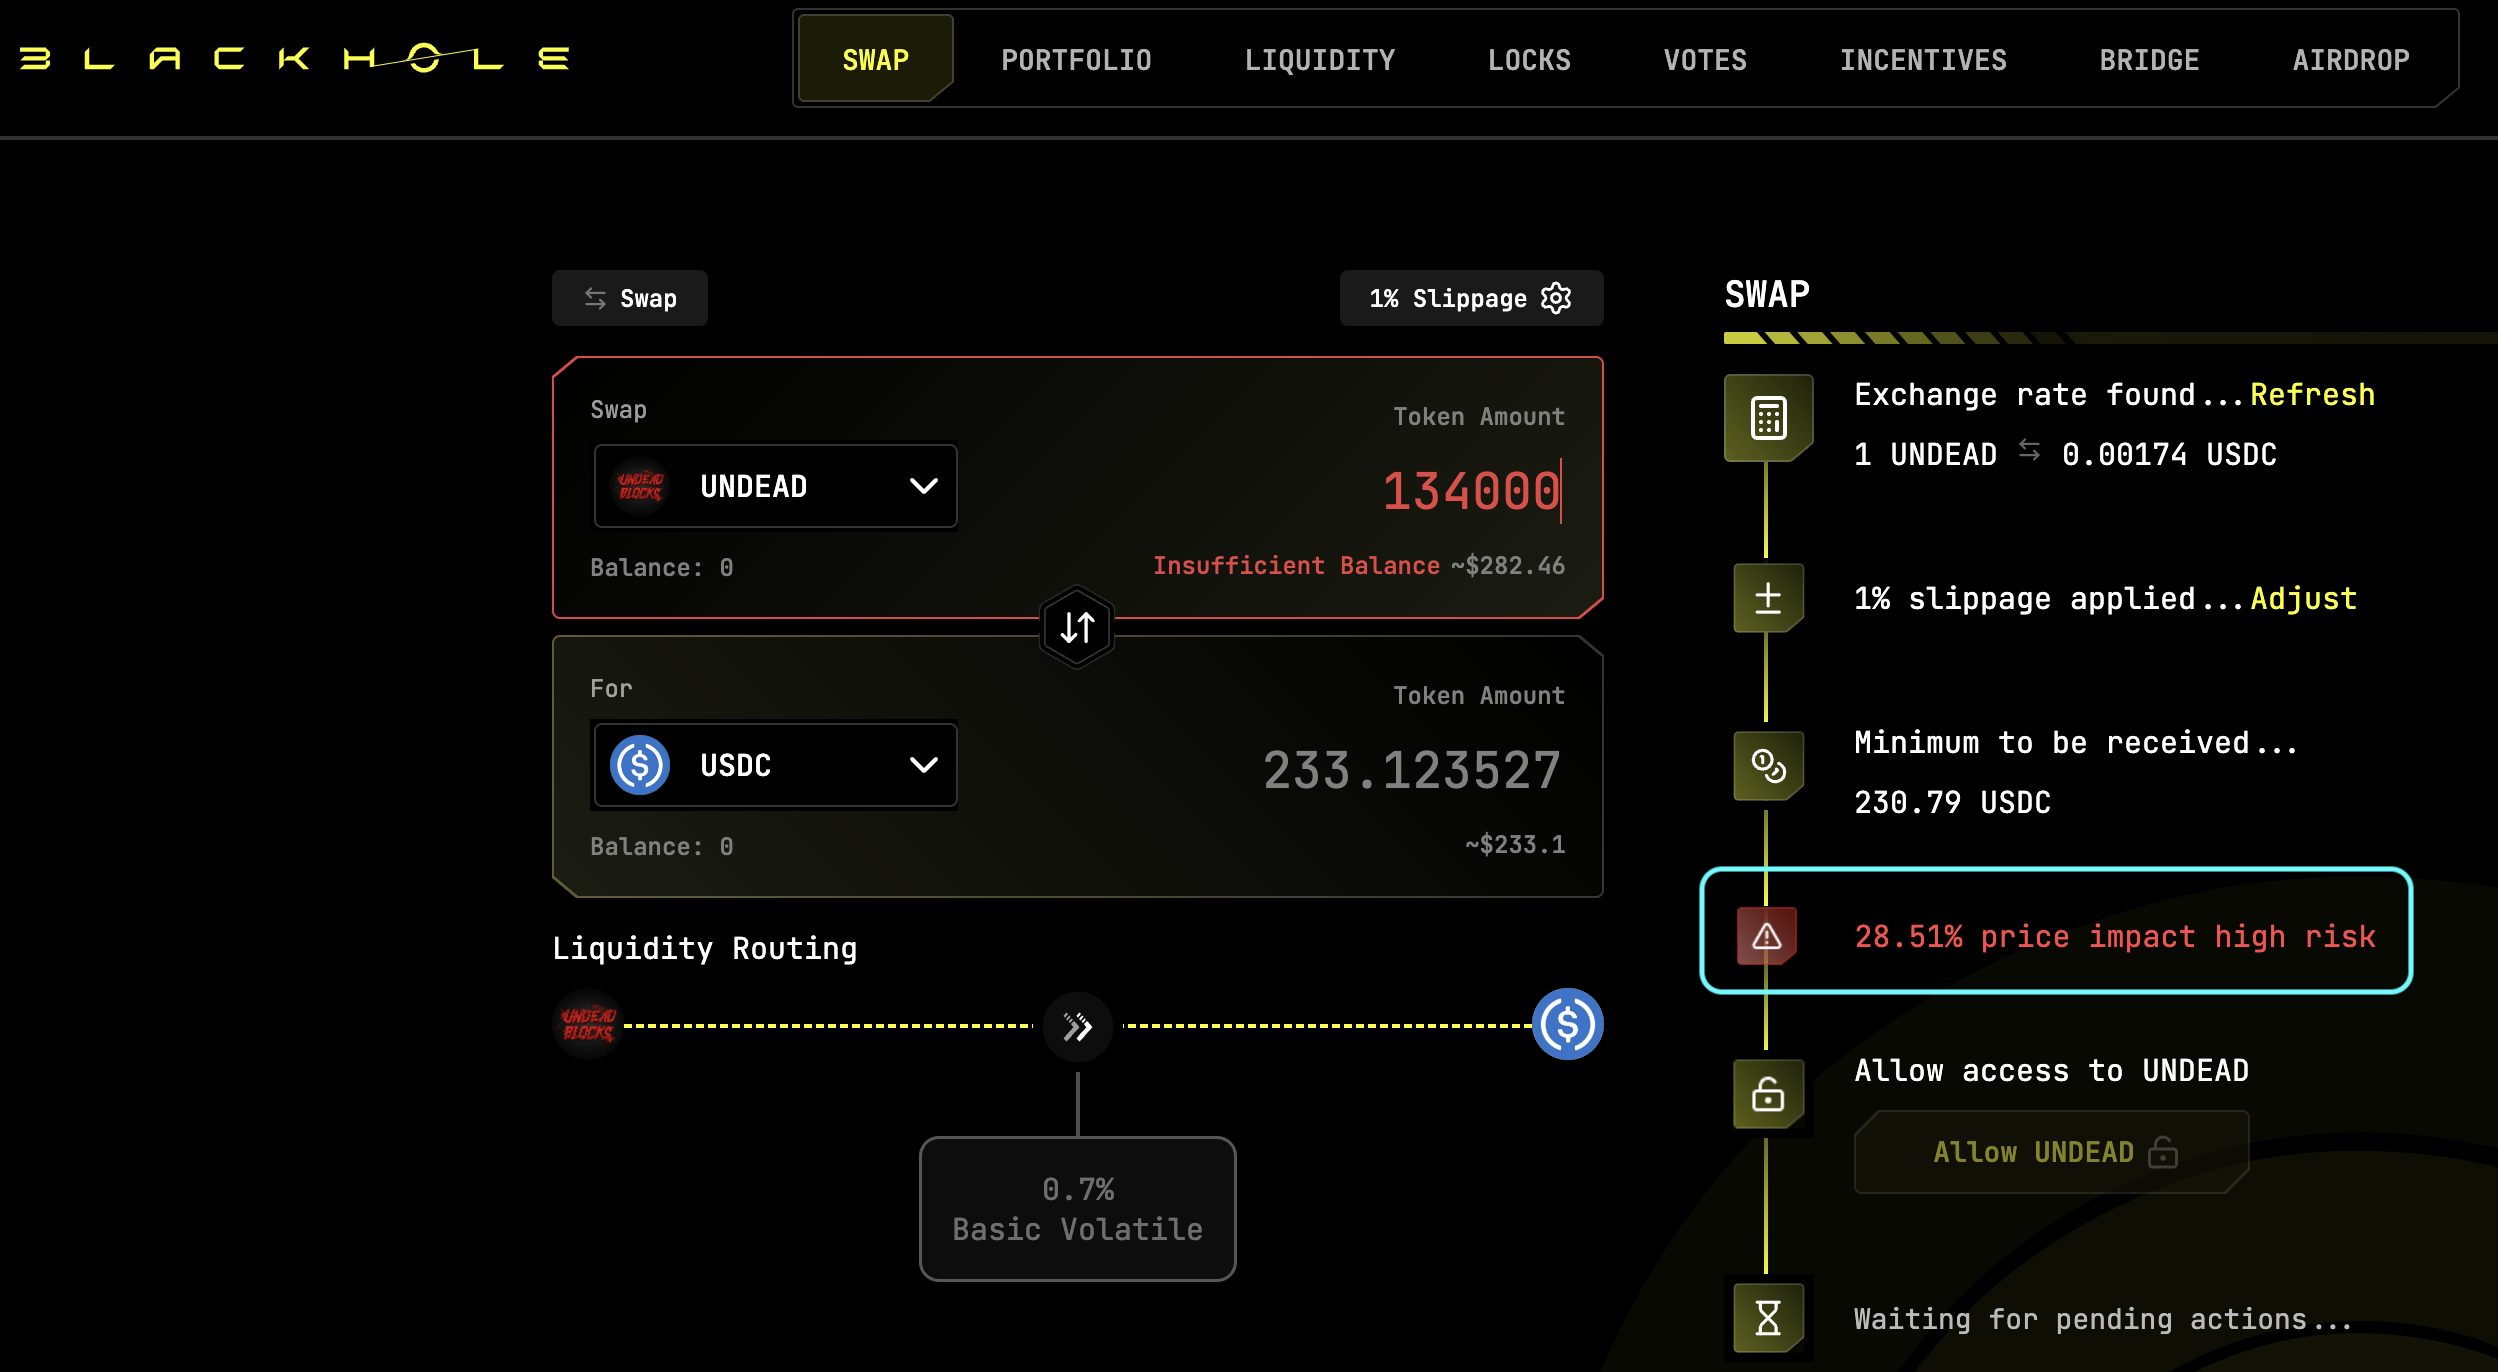 BLACKHOLE
SWAP PORTFOLIO LIQUIDITY LOCKS VOTES INCENTIVES BRIDGE AIRDROP
Swap
1% Slippage
Swap
Token Amount
UNDEAD BLOCKS
UNDEAD
134000
Balance: 0
Insufficient Balance ~$282.46
For
Token Amount
USDC
233.123527
Balance: 0
~$233.1
Liquidity Routing
UNDEAD BLOCKS
0.7%
Basic Volatile
SWAP
Exchange rate found...Refresh
1 UNDEAD ⇆ 0.00174 USDC
1% slippage applied...Adjust
Minimum to be received...
230.79 USDC
28.51% price impact high risk
Allow access to UNDEAD
Allow UNDEAD
Waiting for pending actions...